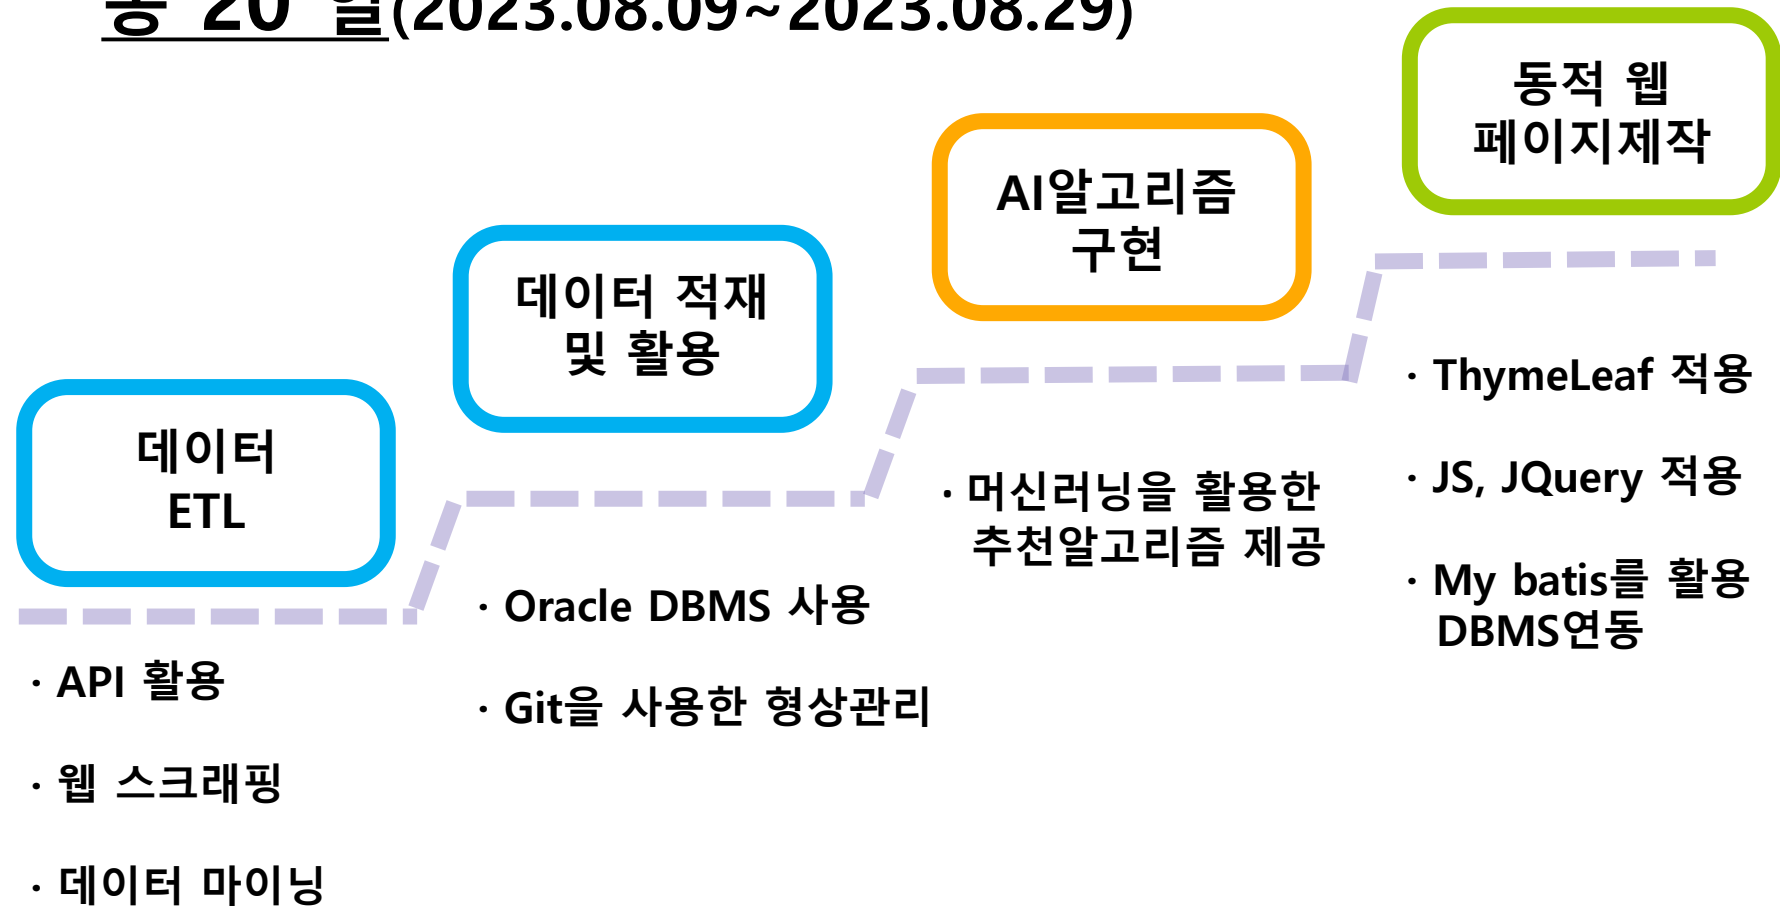 20 일(2023.08.09~2023.08.29)
동적 웹
페이지제작
AI알고리즘
구현
데이터 적재
및 활용
데이터
ETL
· ThymeLeaf 적용
· JS, JQuery 적용
· My batis를 활용
DBMS연동
· 머신러닝을 활용한
추천알고리즘 제공
· Oracle DBMS 사용
· Git을 사용한 형상관리
· API 활용
· 웹 스크래핑
· 데이터 마이닝